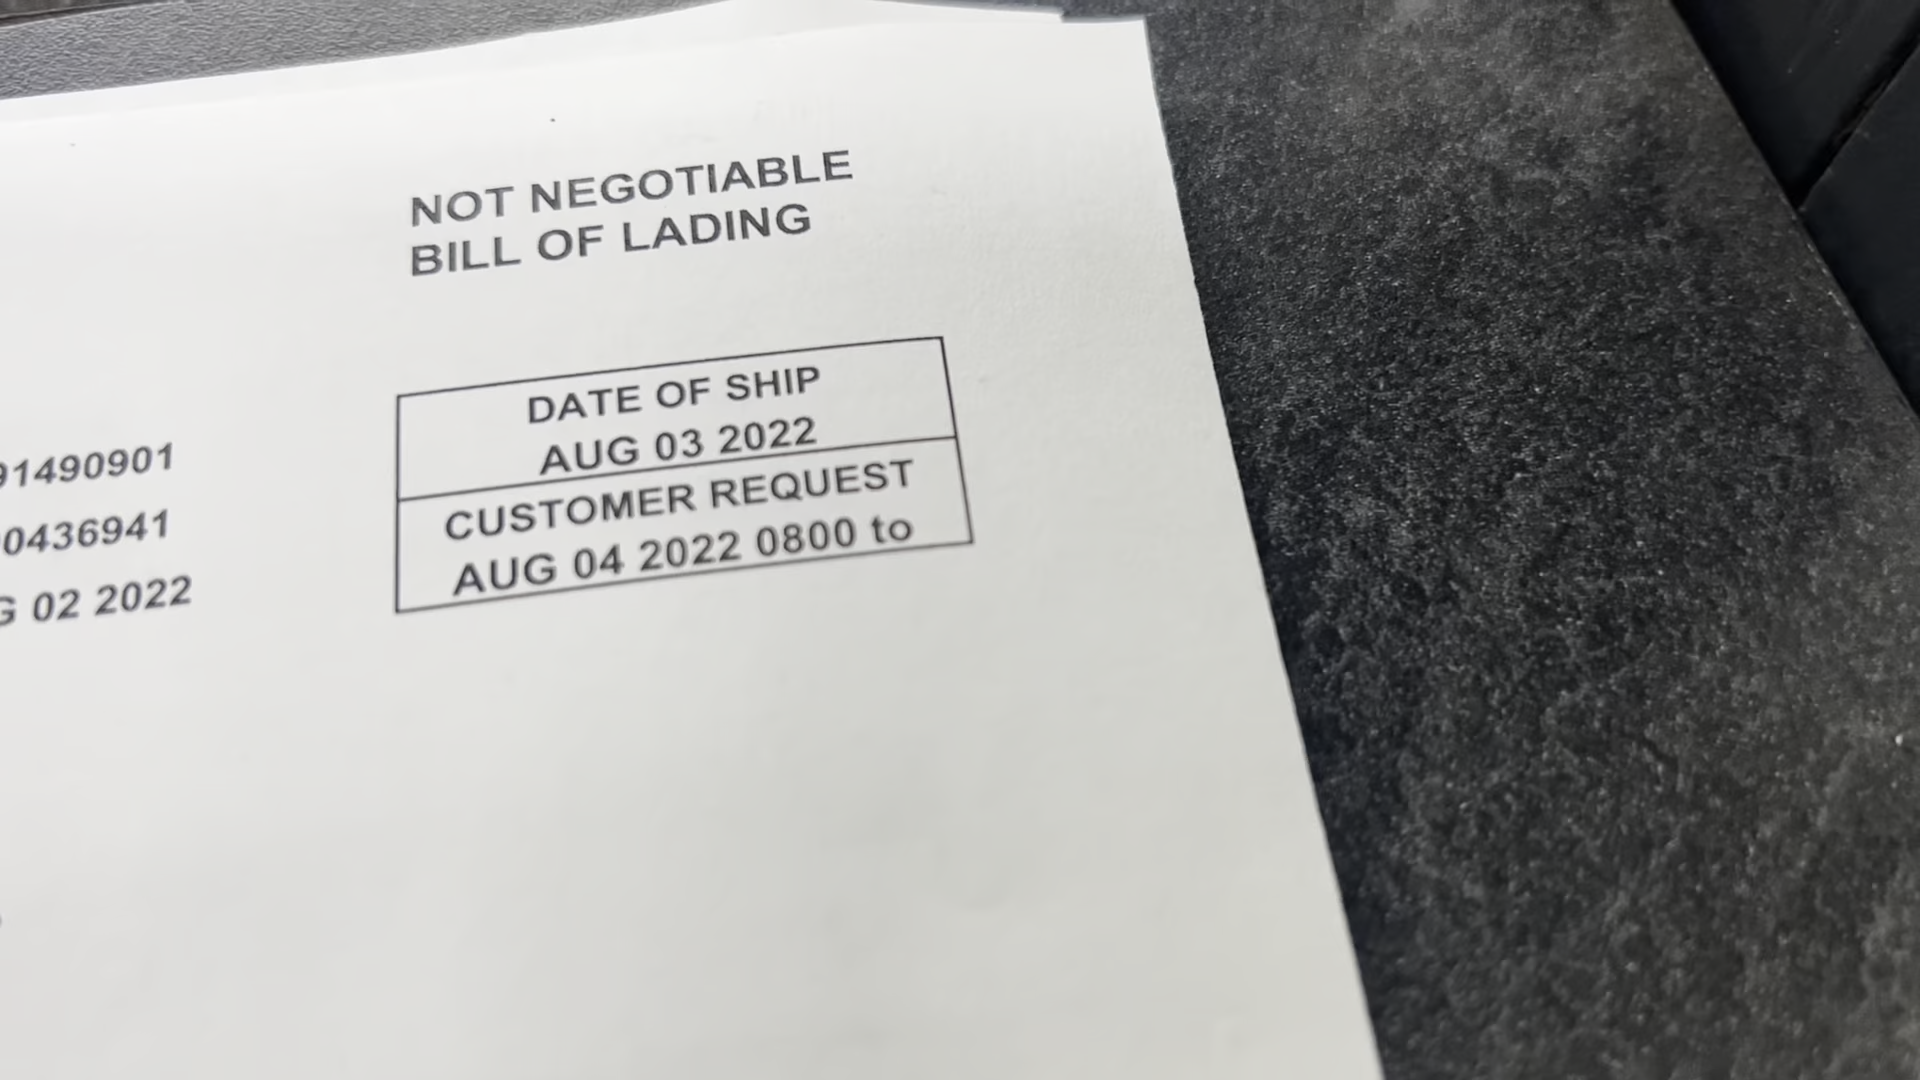 NOT NEGOTIABLE
BILL OF LADING
DATE OF SHIP
AUG 03 2022
CUSTOMER REQUEST
AUG 04 2022 0800 to
91490901
0436941
G 02 2022